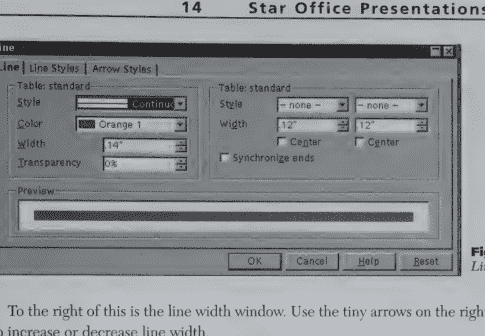 14 Star Office Presentations
Line Line Styles Arrow Styles
Table: standard Table: standard
Style Continuo Style - none - - none -
Color Orange 1 Width .12" .12"
Width .14" Center Center
Transparency 0% Synchronize ends
Preview
OK Cancel Help Reset
To the right of this is the line width window. Use the tiny arrows on the righ
o increase or decrease line width.